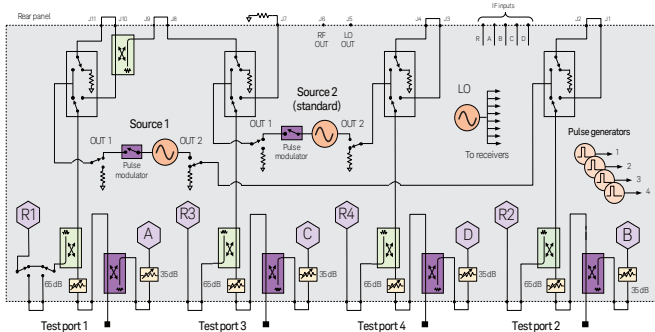 Rear panel
J11 J10 J9 J8 J7 J6 J5 J4 J3 IF inputs J2 J1
RF OUT
LO OUT
R A B C D
Source 1
OUT 1
OUT 2
Pulse modulator
Source 2
(standard)
OUT 1
OUT 2
Pulse modulator
LO
To receivers
Pulse generators
1
2
3
4
R1 A R3 C R4 D R2 B
65dB 35dB 65dB 35dB 65dB 35dB 65dB 35dB
Test port 1 Test port 3 Test port 4 Test port 2